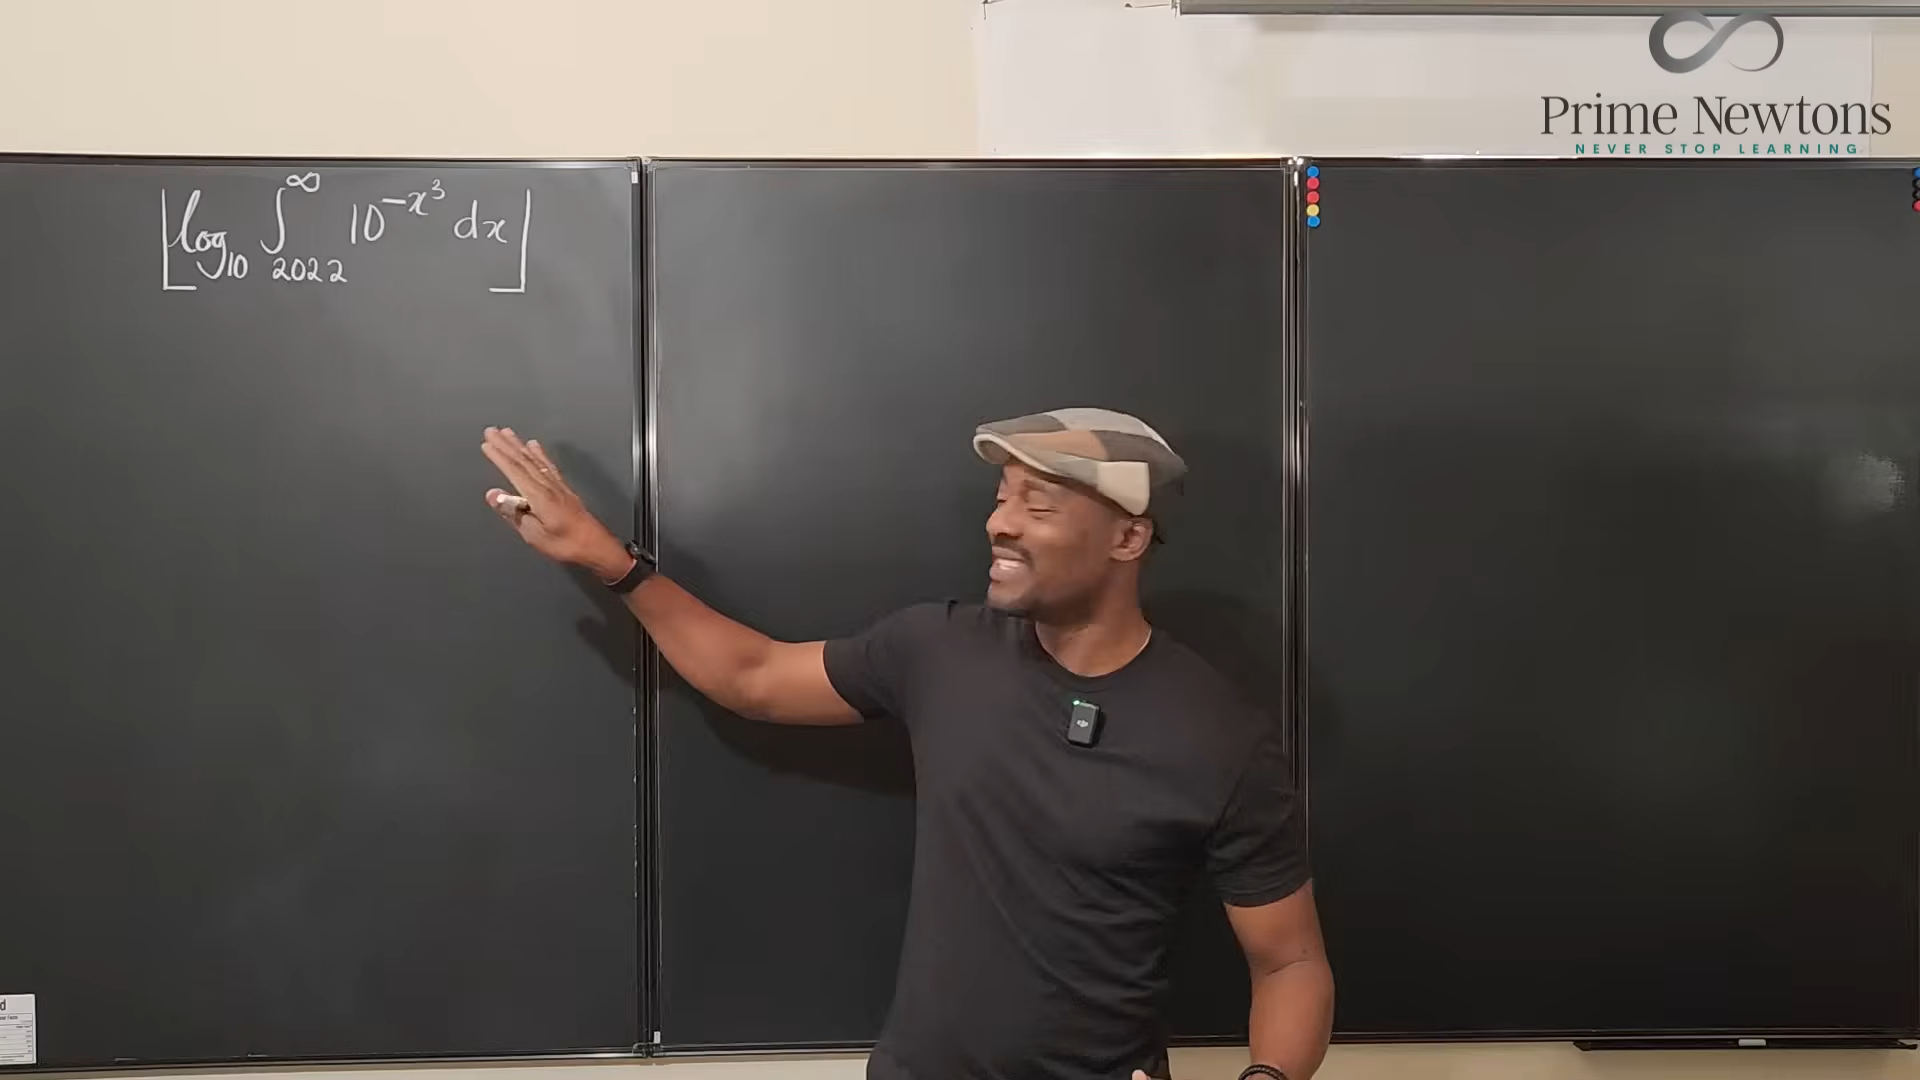 Prime Newtons
NEVER STOP LEARNING
⌊log₁₀ ∫₂₀₂₂^∞ 10^(-x³) dx⌋